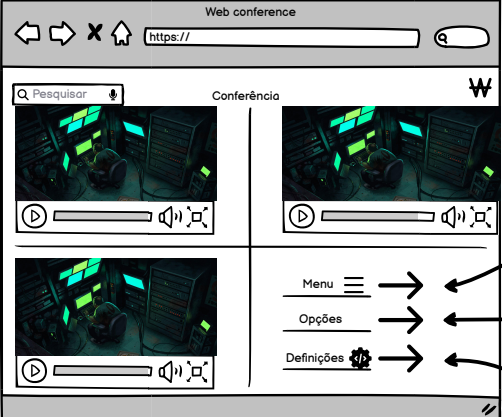 Web conference
https://
Pesquisar
Conferência
Menu
Opções
Definições